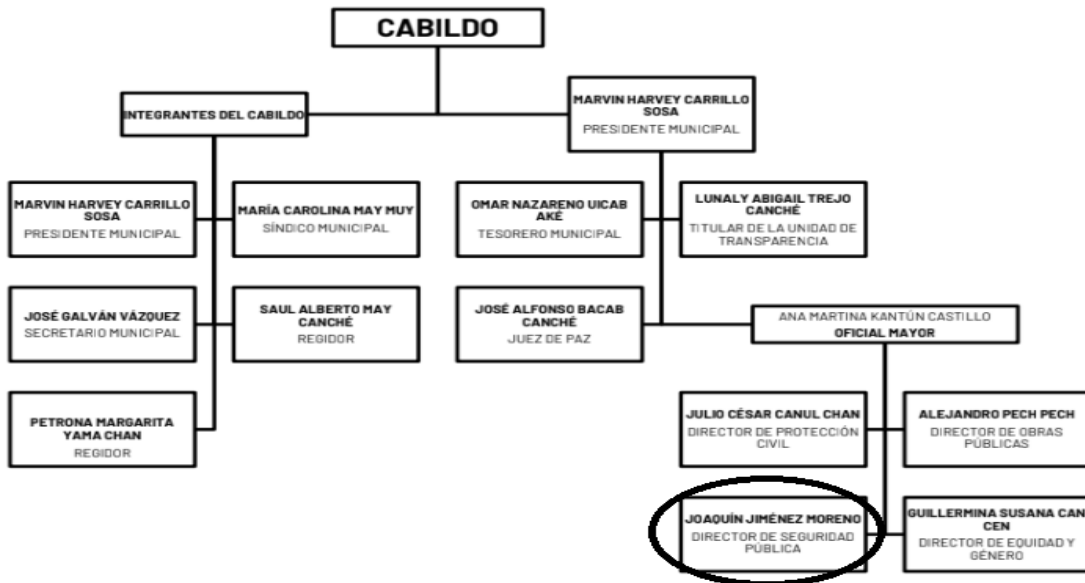 CABILDO
INTEGRANTES DEL CABILDO
MARVIN HARVEY CARRILLO
SOSA
PRESIDENTE MUNICIPAL
MARVIN HARVEY CARRILLO
SOSA
PRESIDENTE MUNICIPAL
MARÍA CAROLINA MAY MUY
SÍNDICO MUNICIPAL
OMAR NAZARENO UICAB
AKÉ
TESORERO MUNICIPAL
LUNALY ABIGAIL TREJO
CANCHÉ
TITULAR DE LA UNIDAD DE
TRANSPARENCIA
JOSÉ GALVÁN VÁZQUEZ
SECRETARIO MUNICIPAL
SAUL ALBERTO MAY
CANCHÉ
REGIDOR
JOSÉ ALFONSO BACAB
CANCHÉ
JUEZ DE PAZ
ANA MARTINA KANTÚN CASTILLO
OFICIAL MAYOR
PETRONA MARGARITA
YAMA CHAN
REGIDOR
JULIO CÉSAR CANUL CHAN
DIRECTOR DE PROTECCIÓN
CIVIL
ALEJANDRO PECH PECH
DIRECTOR DE OBRAS
PÚBLICAS
JOAQUÍN JIMÉNEZ MORENO
DIRECTOR DE SEGURIDAD
PÚBLICA
GUILLERMINA SUSANA CAN
CEN
DIRECTOR DE EQUIDAD Y
GÉNERO